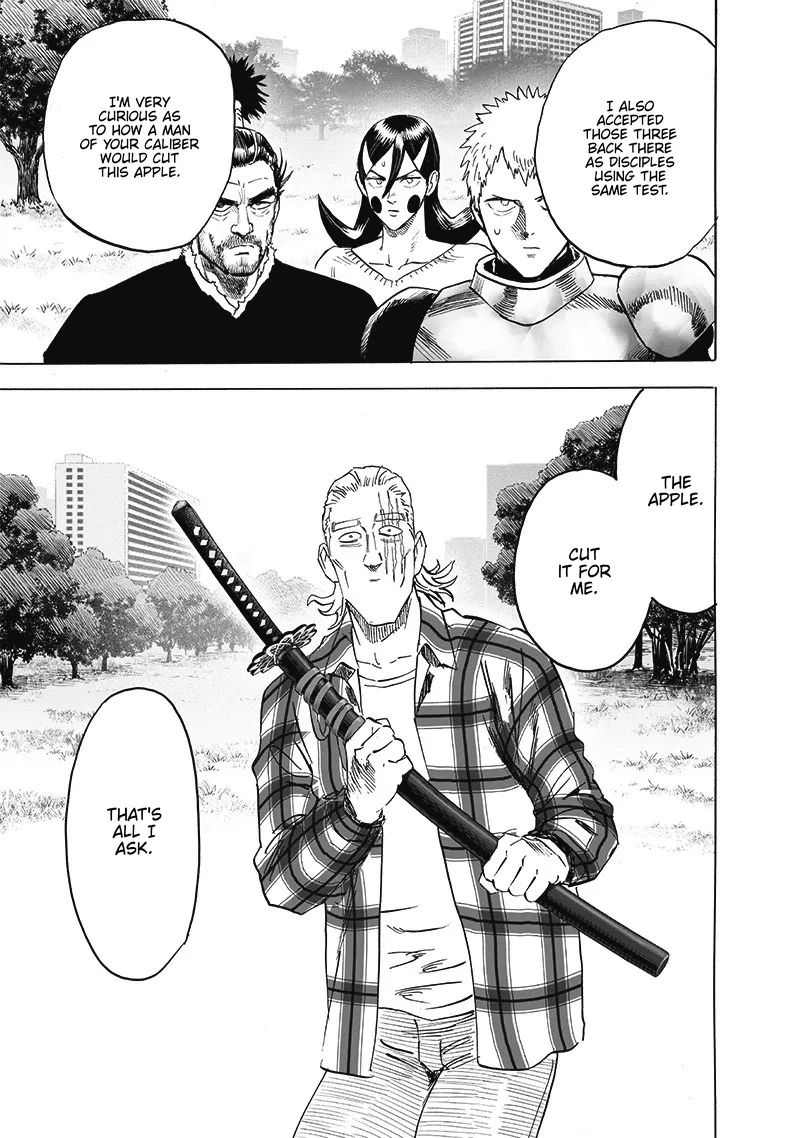 I ALSO
ACCEPTED
THOSE THREE
BACK THERE
AS DISCIPLES
USING THE
SAME TEST.
I'M VERY
CURIOUS AS
TO HOW A MAN
OF YOUR CALIBER
WOULD CUT
THIS APPLE.
THE
APPLE.
CUT
IT FOR
ME.
THAT'S
ALL I
ASK.